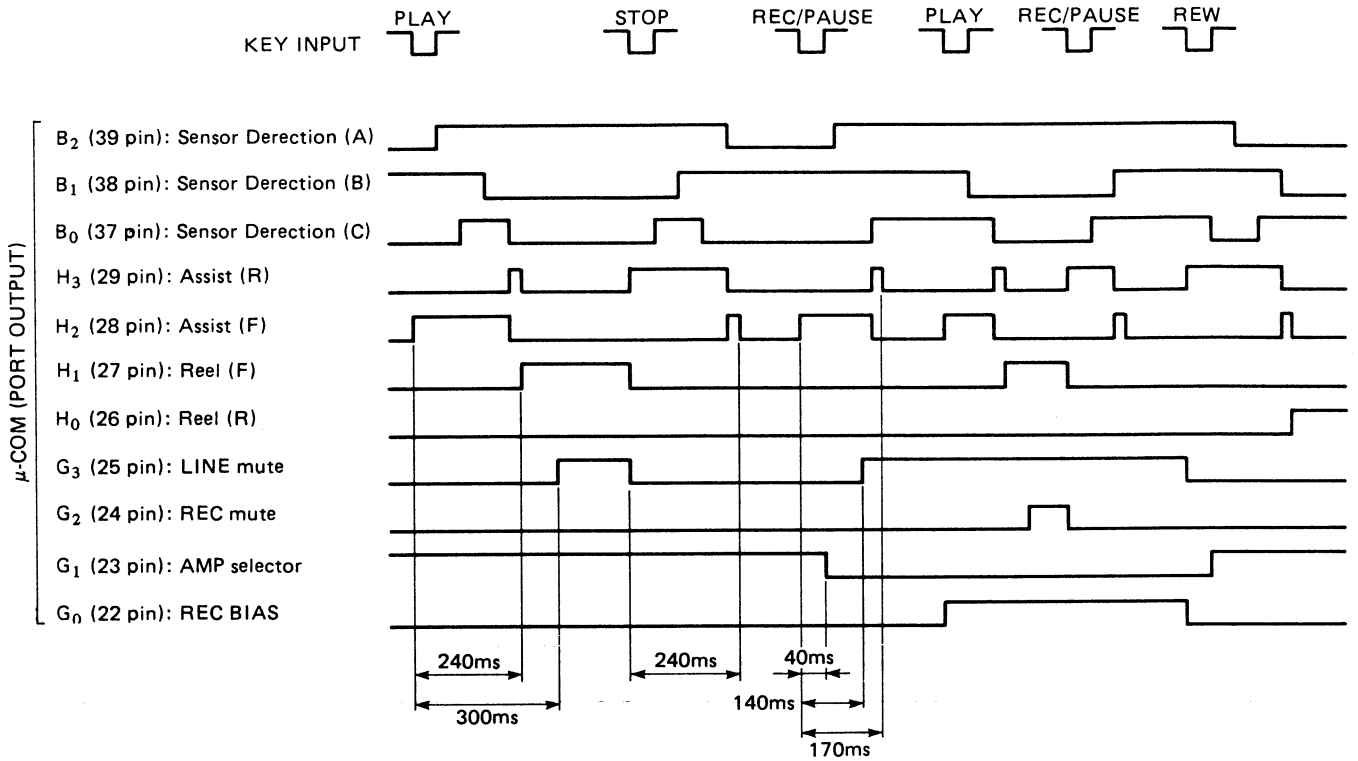 PLAY STOP REC/PAUSE PLAY REC/PAUSE REW
KEY INPUT
μ-COM (PORT OUTPUT)
B2 (39 pin): Sensor Derection (A)
B1 (38 pin): Sensor Derection (B)
B0 (37 pin): Sensor Derection (C)
H3 (29 pin): Assist (R)
H2 (28 pin): Assist (F)
H1 (27 pin): Reel (F)
H0 (26 pin): Reel (R)
G3 (25 pin): LINE mute
G2 (24 pin): REC mute
G1 (23 pin): AMP selector
G0 (22 pin): REC BIAS
240ms 240ms 40ms
300ms 140ms
170ms